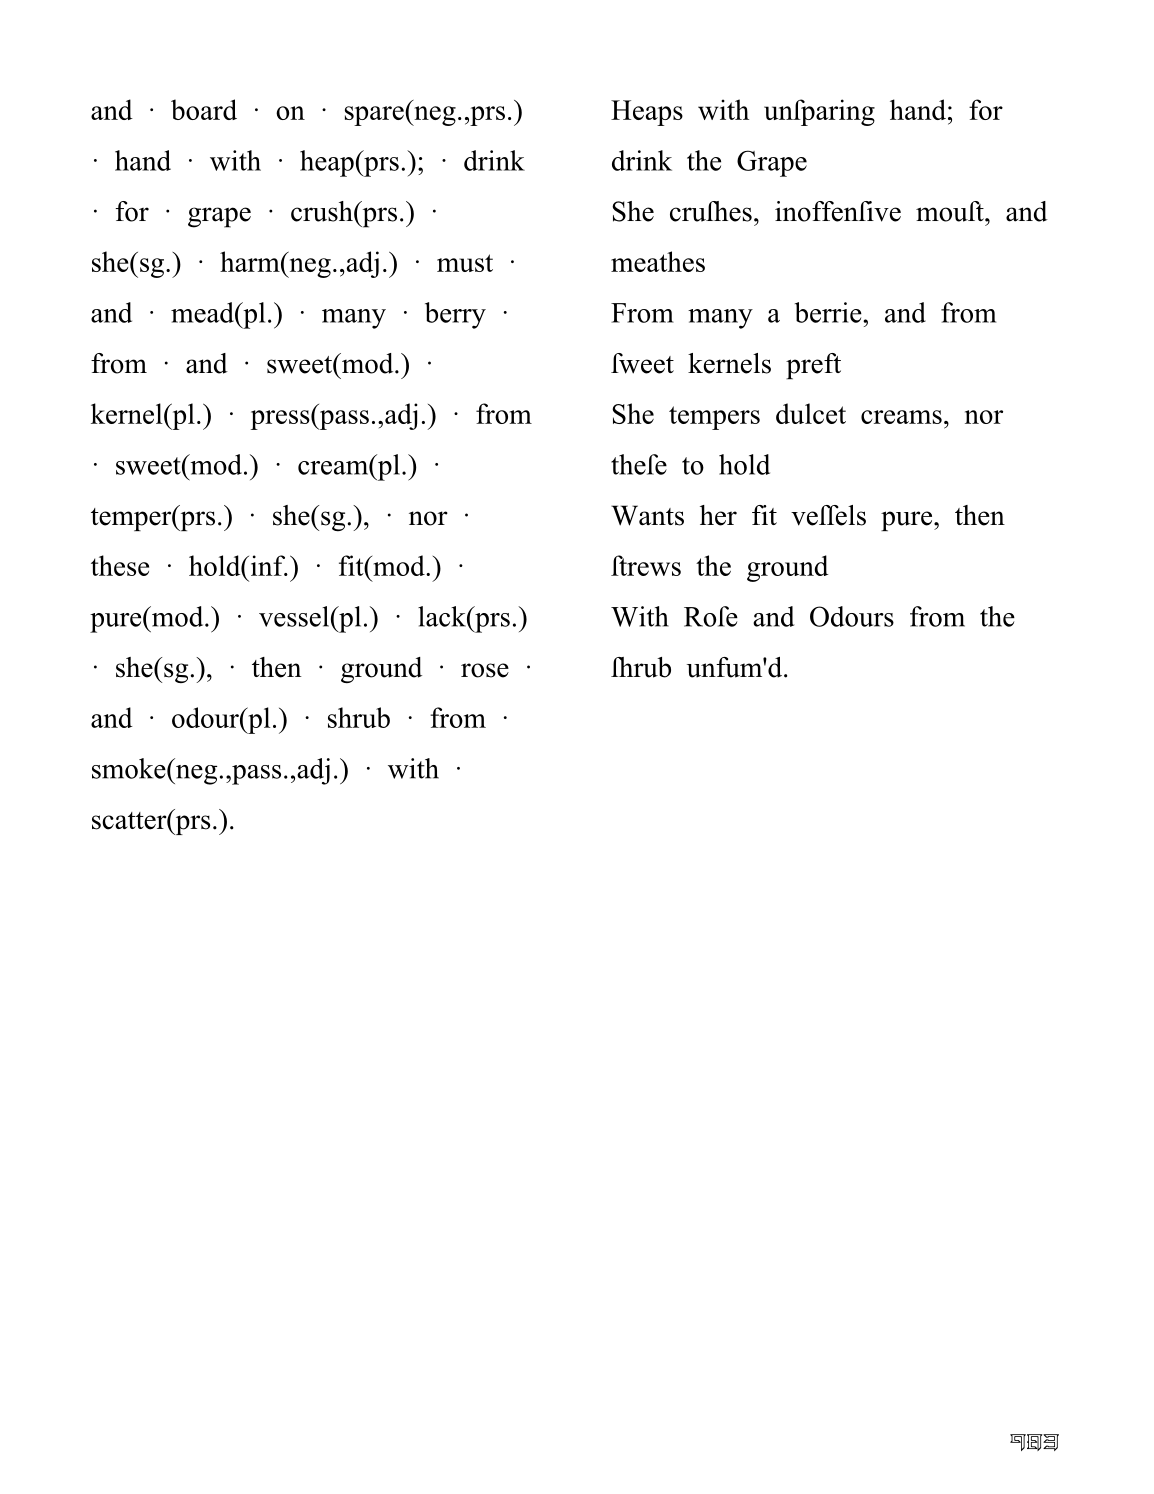 and · board · on · spare(neg.,prs.)
· hand · with · heap(prs.); · drink
· for · grape · crush(prs.) ·
she(sg.) · harm(neg.,adj.) · must ·
and · mead(pl.) · many · berry ·
from · and · sweet(mod.) ·
kernel(pl.) · press(pass.,adj.) · from
· sweet(mod.) · cream(pl.) ·
temper(prs.) · she(sg.), · nor ·
these · hold(inf.) · fit(mod.) ·
pure(mod.) · vessel(pl.) · lack(prs.)
· she(sg.), · then · ground · rose ·
and · odour(pl.) · shrub · from ·
smoke(neg.,pass.,adj.) · with ·
scatter(prs.).
Heaps with unſparing hand; for
drink the Grape
She cruſhes, inoffenſive mouſt, and
meathes
From many a berrie, and from
ſweet kernels preſt
She tempers dulcet creams, nor
theſe to hold
Wants her fit veſſels pure, then
ſtrews the ground
With Roſe and Odours from the
ſhrub unfum'd.